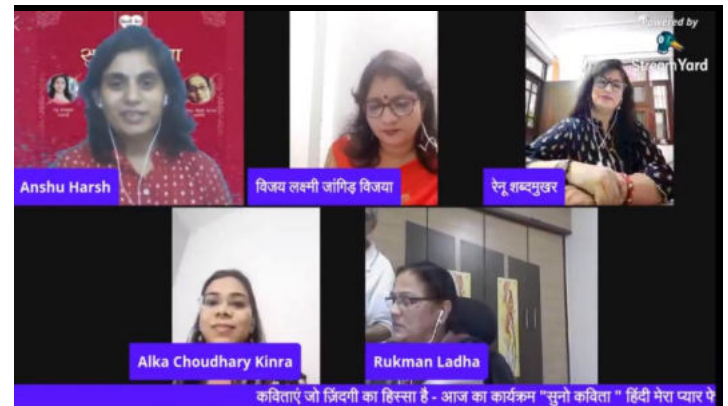 Powered by
StreamYard
Anshu Harsh
विजय लक्ष्मी जांगिड़ विजया
रेनू शब्दमुखर
Alka Choudhary Kinra
Rukman Ladha
कविताएं जो ज़िंदगी का हिस्सा है - आज का कार्यक्रम "सुनो कविता " हिंदी मेरा प्यार पे